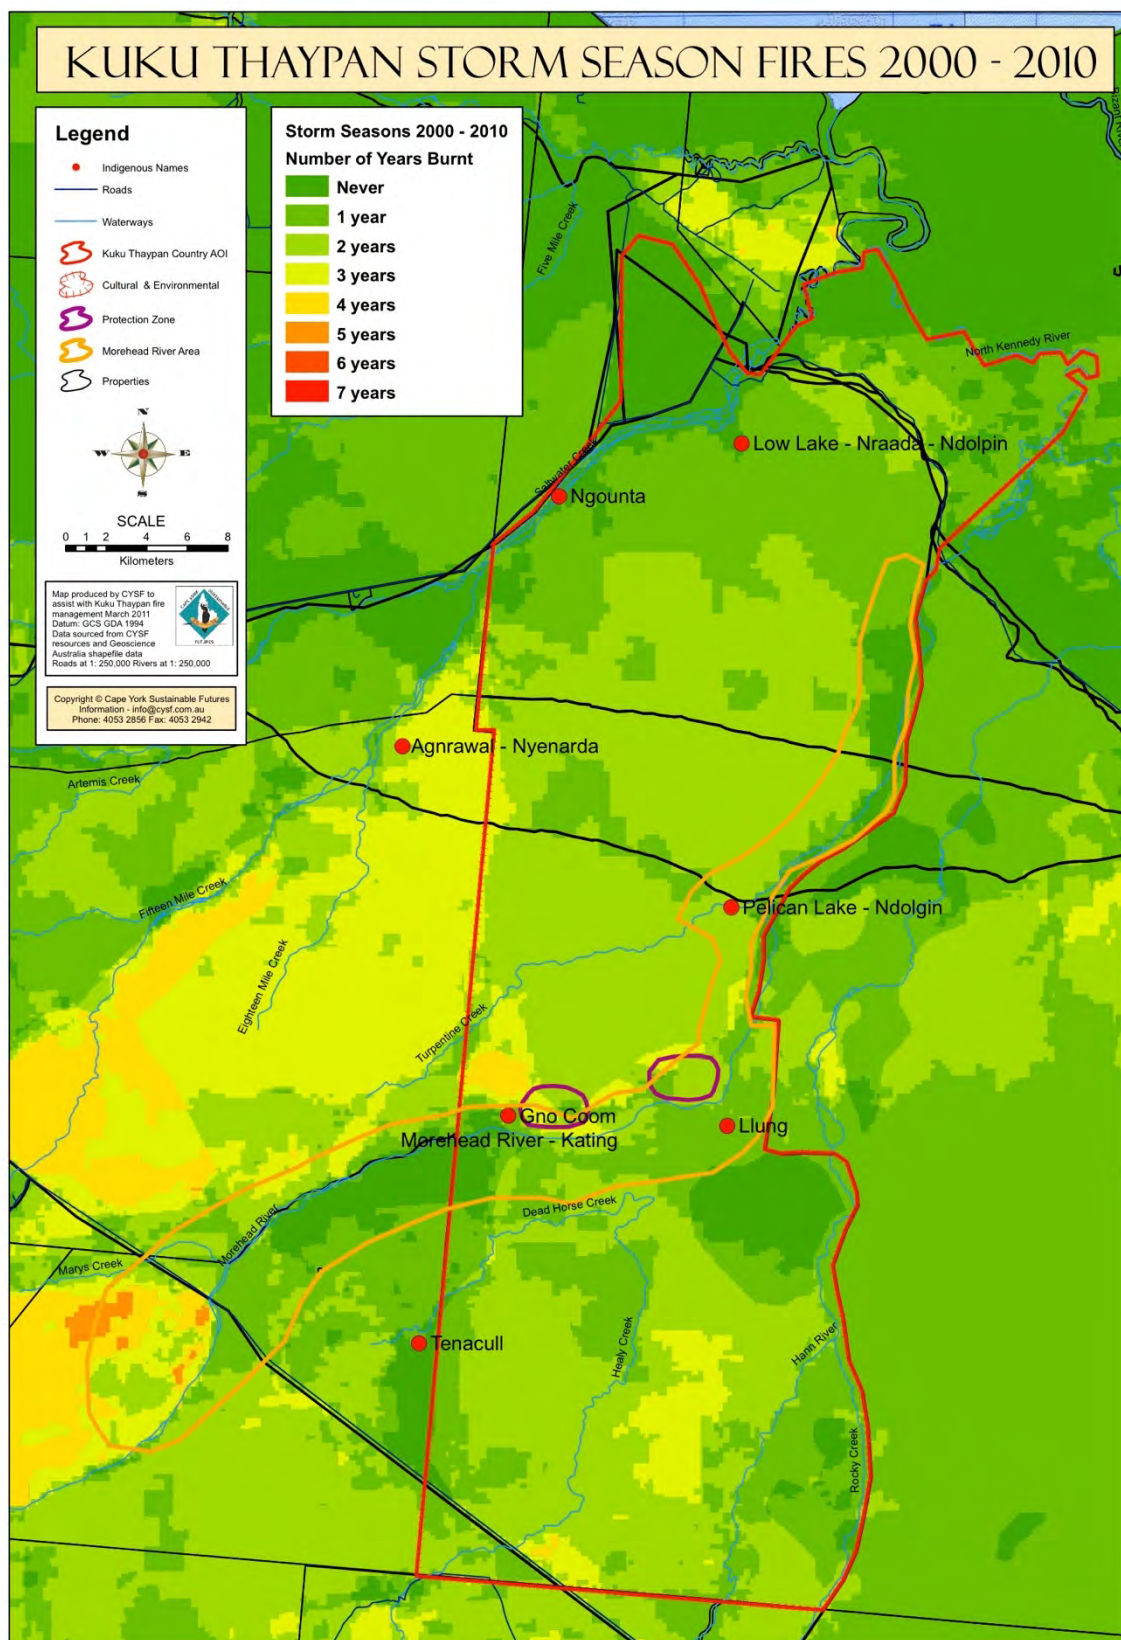 KUKU THAYPAN STORM SEASON FIRES 2000 - 2010
Legend
Indigenous Names
Roads
Waterways
Kuku Thaypan Country AOI
Cultural & Environmental
Protection Zone
Morehead River Area
Properties
N
W E
S
SCALE
0 1 2 4 6 8
Kilometers
Map produced by CYSF to
assist with Kuku Thaypan fire
management March 2011
Datum: GCS GDA 1994
Data sourced from CYSF
resources and Geoscience
Australia shapefile data
Roads at 1: 250,000 Rivers at 1: 250,000
Copyright © Cape York Sustainable Futures
Information - info@cysf.com.au
Phone: 4053 2856 Fax: 4053 2942
Storm Seasons 2000 - 2010
Number of Years Burnt
Never
1 year
2 years
3 years
4 years
5 years
6 years
7 years
Five Mile Creek
North Kennedy River
Low Lake - Nraada - Ndolpin
Saltwater Creek
Ngounta
Agnrawal - Nyenarda
Artemis Creek
Fifteen Mile Creek
Pelican Lake - Ndolgin
Eighteen Mile Creek
Turpentine Creek
Gno Coom
Llung
Morehead River - Kating
Dead Horse Creek
Morehead River
Marys Creek
Tenacull
Healy Creek
Hann River
Rocky Creek